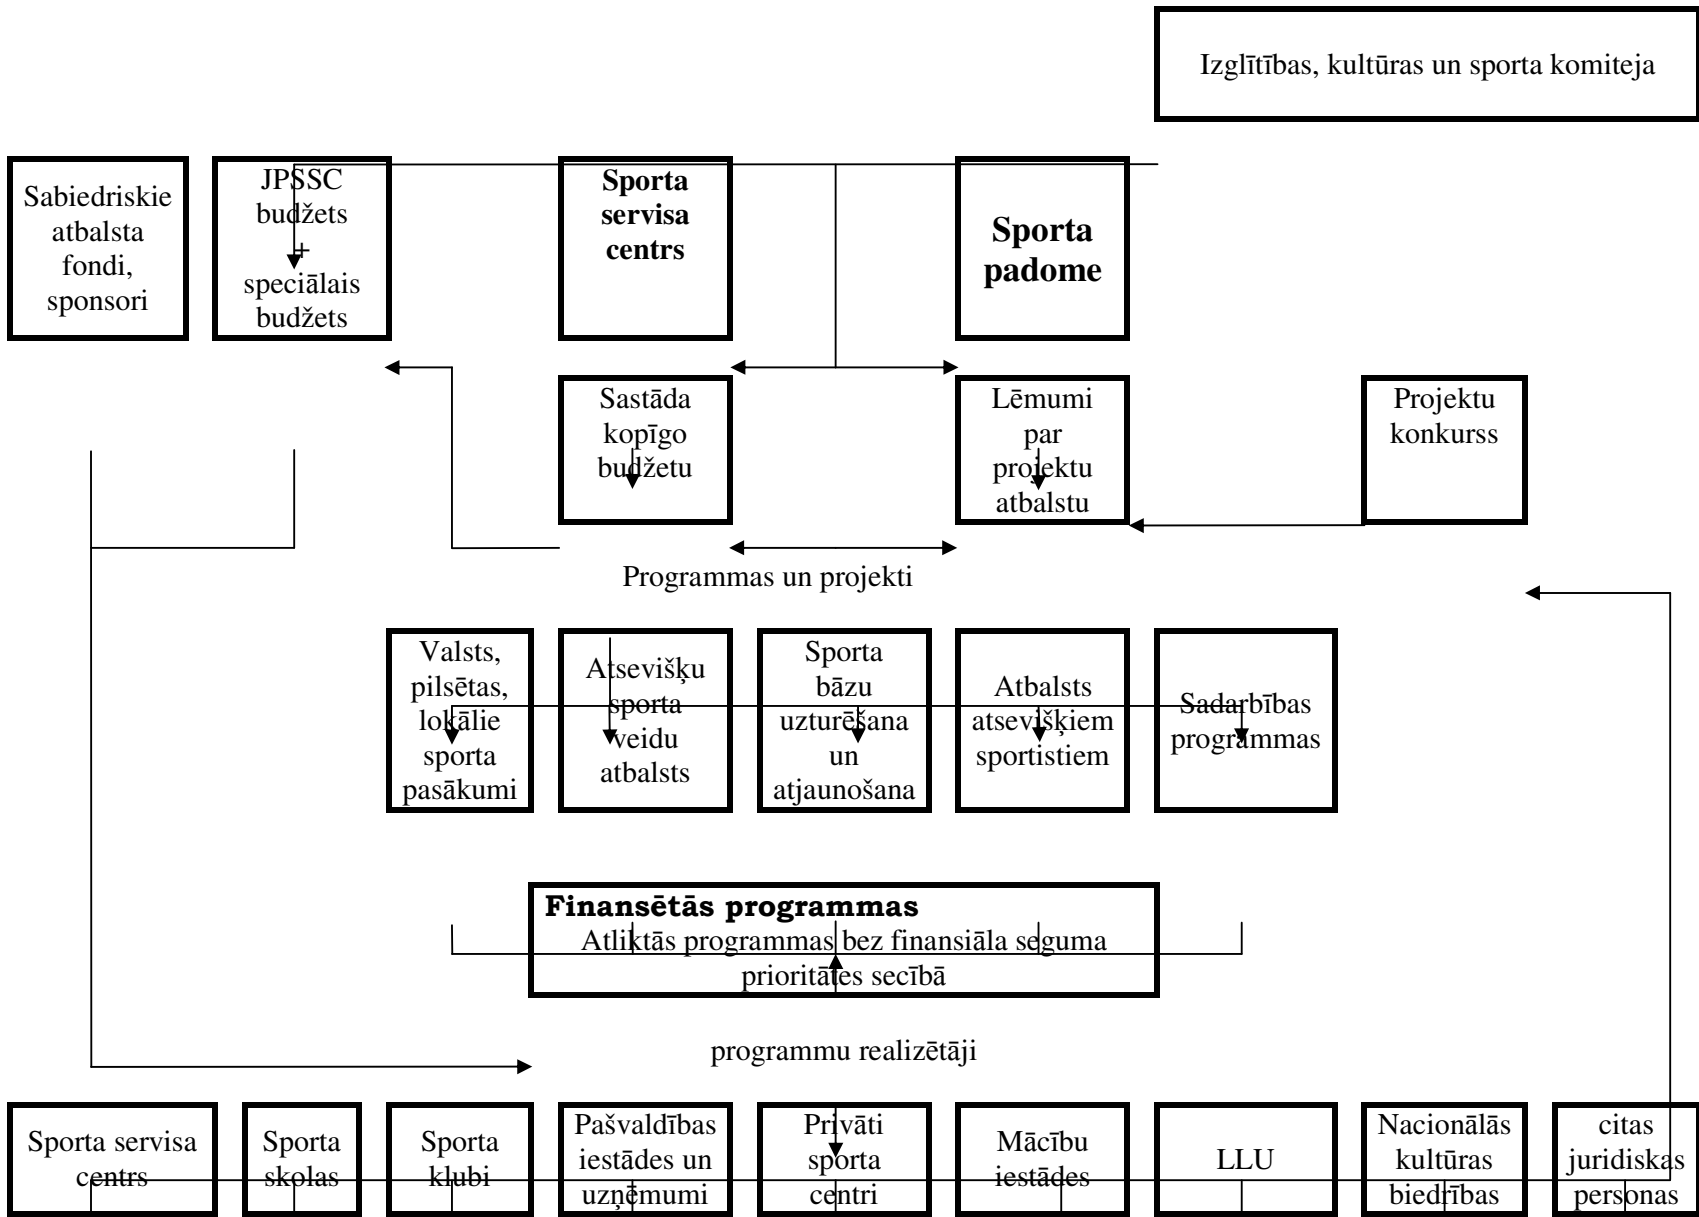 Izglītības, kultūras un sporta komiteja
Sabiedriskie
atbalsta
fondi,
sponsori
JPSSC
budžets
+
speciālais
budžets
Sporta
servisa
centrs
Sporta
padome
Sastāda
kopīgo
budžetu
Lēmumi
par
projektu
atbalstu
Projektu
konkurss
Programmas un projekti
Valsts,
pilsētas,
lokālie
sporta
pasākumi
Atsevišķu
sporta
veidu
atbalsts
Sporta
bāzu
uzturēšana
un
atjaunošana
Atbalsts
atsevišķiem
sportistiem
Sadarbības
programmas
Finansētās programmas
Atliktās programmas bez finansiāla seguma
prioritātes secībā
programmu realizētāji
Sporta servisa
centrs
Sporta
skolas
Sporta
klubi
Pašvaldības
iestādes un
uzņēmumi
Privāti
sporta
centri
Mācību
iestādes
LLU
Nacionālās
kultūras
biedrības
citas
juridiskas
personas